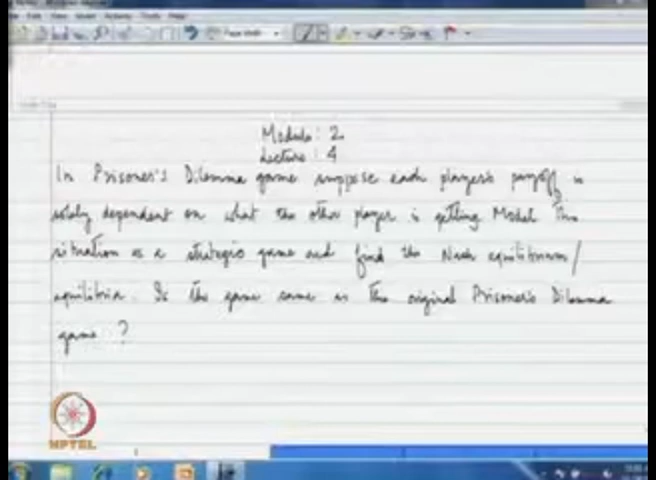 Module : 2
Lecture : 4
In Prisoner's Dilemma game suppose each player's payoff is
solely dependent on what the other player is getting Model this
situation as a strategic game and find the Nash equilibrium/
equilibria. Is the game same as the original Prisoner's Dilemma
game ?
NPTEL